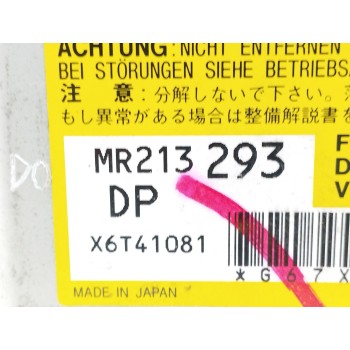 ACHTUNG:NICHT ENTFERNEN
BEI STÖRUNGEN SIEHE BETRIEBS
注 意:分解しないで下さい。
もし異常がある場合は整備解説書を
MR213 293
DP
X6T41081
F
D
V
*G67X
MADE IN JAPAN
DO